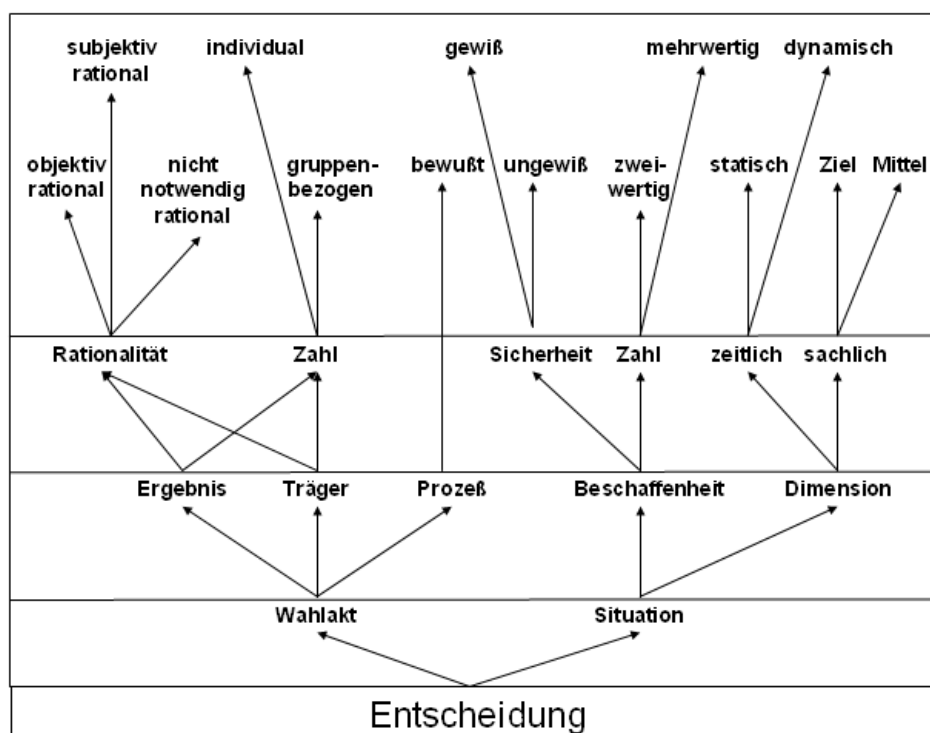 subjektiv
rational
individual
gewiß
mehrwertig
dynamisch
objektiv
rational
nicht
notwendig
rational
gruppen-
bezogen
bewußt
ungewiß
zwei-
wertig
statisch
Ziel
Mittel
Rationalität
Zahl
Sicherheit
Zahl
zeitlich
sachlich
Ergebnis
Träger
Prozeß
Beschaffenheit
Dimension
Wahlakt
Situation
Entscheidung